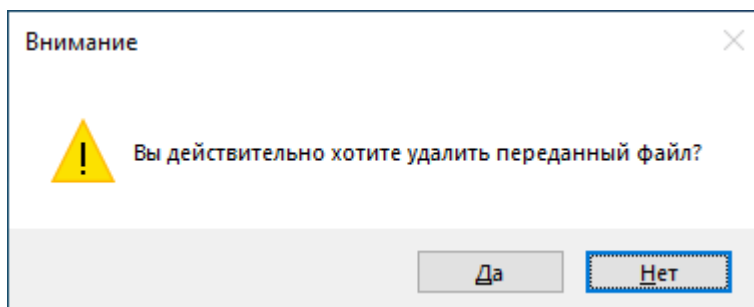 Внимание
Вы действительно хотите удалить переданный файл?
Да
Нет